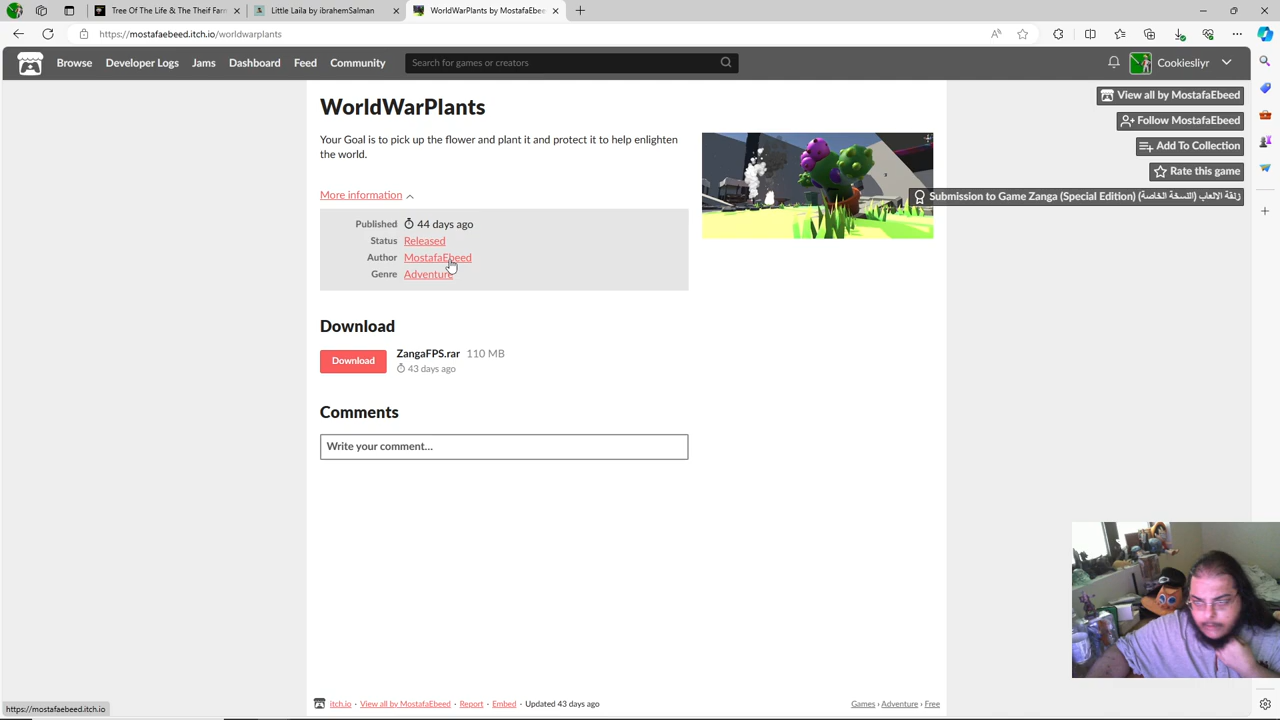 Tree Of The Life & The Theif Farm
Little Laila by ibrahemSalman
WorldWarPlants by MostafaEbee
https://mostafaebeed.itch.io/worldwarplants
Browse Developer Logs Jams Dashboard Feed Community Search for games or creators Cookiesliyr
View all by MostafaEbeed
Follow MostafaEbeed
Add To Collection
Rate this game
Submission to Game Zanga (Special Edition) زنقة الالعاب (النسخة الخاصة)
WorldWarPlants
Your Goal is to pick up the flower and plant it and protect it to help enlighten
the world.
More information
Published 44 days ago
Status Released
Author MostafaEbeed
Genre Adventure
Download
Download ZangaFPS.rar 110 MB
43 days ago
Comments
Write your comment...
itch.io · View all by MostafaEbeed · Report · Embed · Updated 43 days ago Games › Adventure › Free
https://mostafaebeed.itch.io